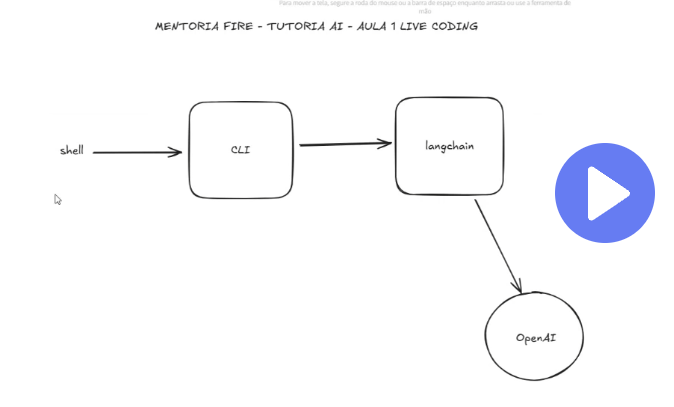 Para mover a tela, segure a roda do mouse ou a barra de espaço enquanto arrasta ou use a ferramenta de
mão
MENTORIA FIRE - TUTORIA AI - AULA 1 LIVE CODING
shell
CLI
langchain
OpenAI